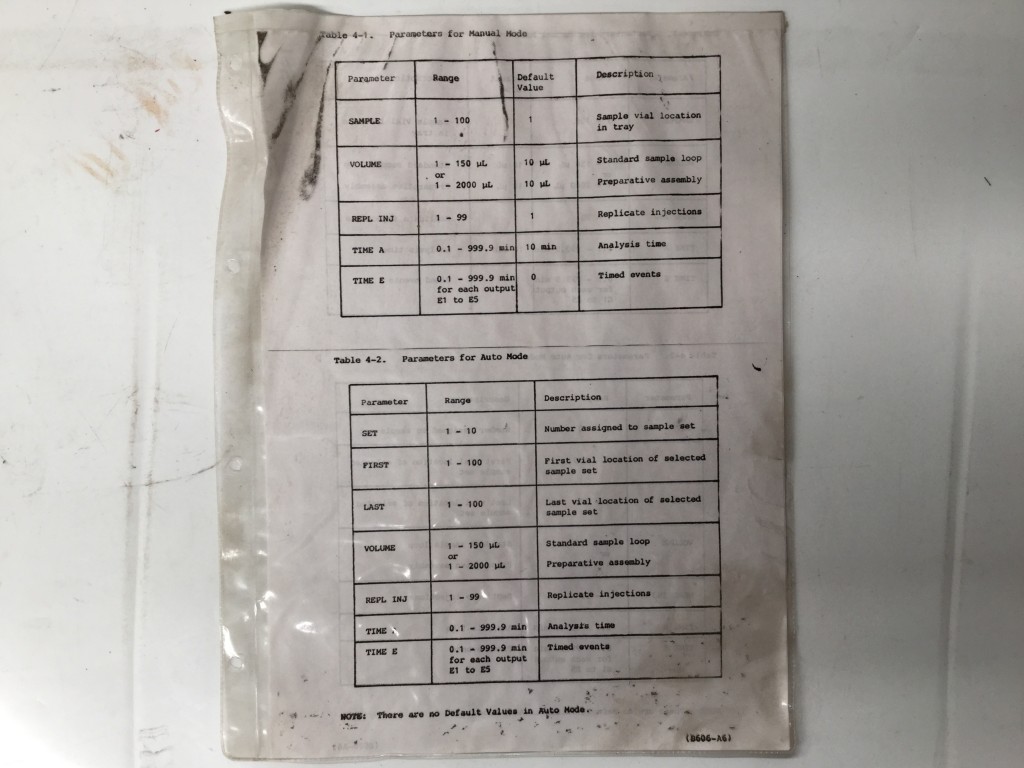 Table 4-1. Parameters for Manual Mode
Parameter Range Default Value Description
SAMPLE 1 - 100 1 Sample vial location in tray
VOLUME 1 - 150 µL 10 µL Standard sample loop
or
1 - 2000 µL 10 µL Preparative assembly
REPL INJ 1 - 99 1 Replicate injections
TIME A 0.1 - 999.9 min 10 min Analysis time
TIME E 0.1 - 999.9 min 0 Timed events
for each output
E1 to E5
Table 4-2. Parameters for Auto Mode
Parameter Range Description
SET 1 - 10 Number assigned to sample set
FIRST 1 - 100 First vial location of selected
sample set
LAST 1 - 100 Last vial location of selected
sample set
VOLUME 1 - 150 µL Standard sample loop
or
1 - 2000 µL Preparative assembly
REPL INJ 1 - 99 Replicate injections
TIME 0.1 - 999.9 min Analysis time
TIME E 0.1 - 999.9 min Timed events
for each output
E1 to E5
NOTE: There are no Default Values in Auto Mode.
(8606-A6)